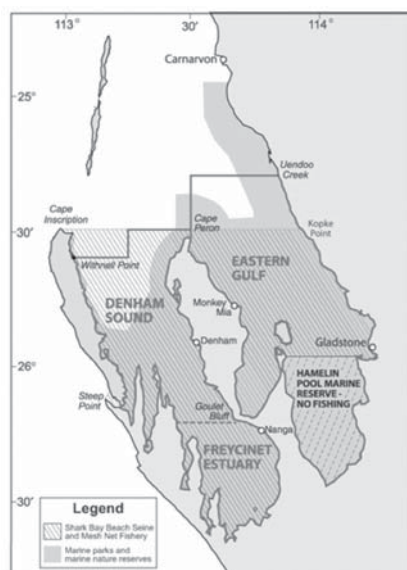 113
30′
114
Carnarvon
25°
Uendoo
Creek
Cape
Inscription
Cape
Peron
Kopke
Point
30′
Withnell Point
EASTERN
GULF
DENHAM
SOUND
Monkey
Mia
Denham
Gladstone
26°
HAMELIN
POOL MARINE
RESERVE -
NO FISHING
Steep
Point
Goulet
Bluff
Nanga
FREYCINET
ESTUARY
30′
Legend
Shark Bay Beach Seine
and Mesh Net Fishery
Marine parks and
marine nature reserves